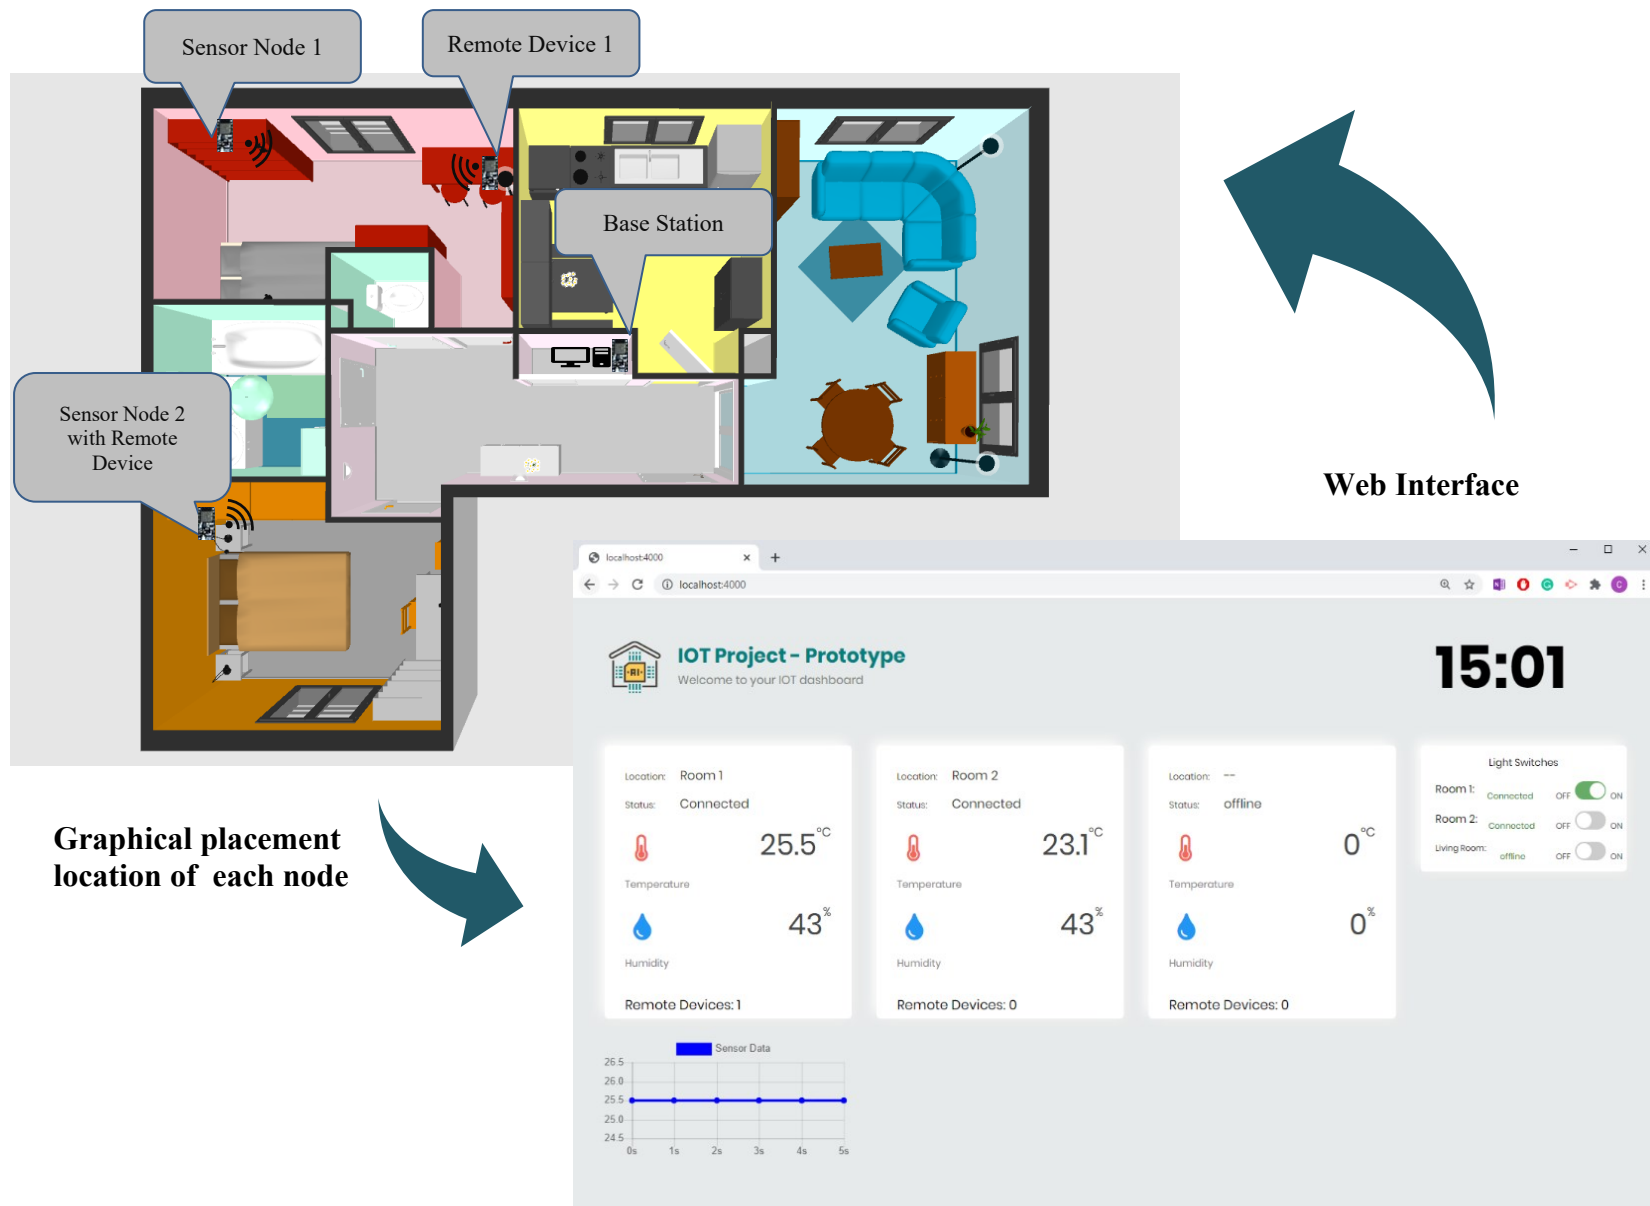 Sensor Node 1
Remote Device 1
Base Station
Sensor Node 2
with Remote
Device
Web Interface
Graphical placement
location of each node
localhost:4000
localhost:4000
IOT Project - Prototype
Welcome to your IOT dashboard
15:01
Location: Room 1
Status: Connected
25.5°C
Temperature
43%
Humidity
Remote Devices: 1
Location: Room 2
Status: Connected
23.1°C
Temperature
43%
Humidity
Remote Devices: 0
Location: --
Status: offline
0°C
Temperature
0%
Humidity
Remote Devices: 0
Light Switches
Room 1: Connected OFF ON
Room 2: Connected OFF ON
Living Room: offline OFF ON
Sensor Data
26.5
26.0
25.5
25.0
24.5
0s 1s 2s 3s 4s 5s